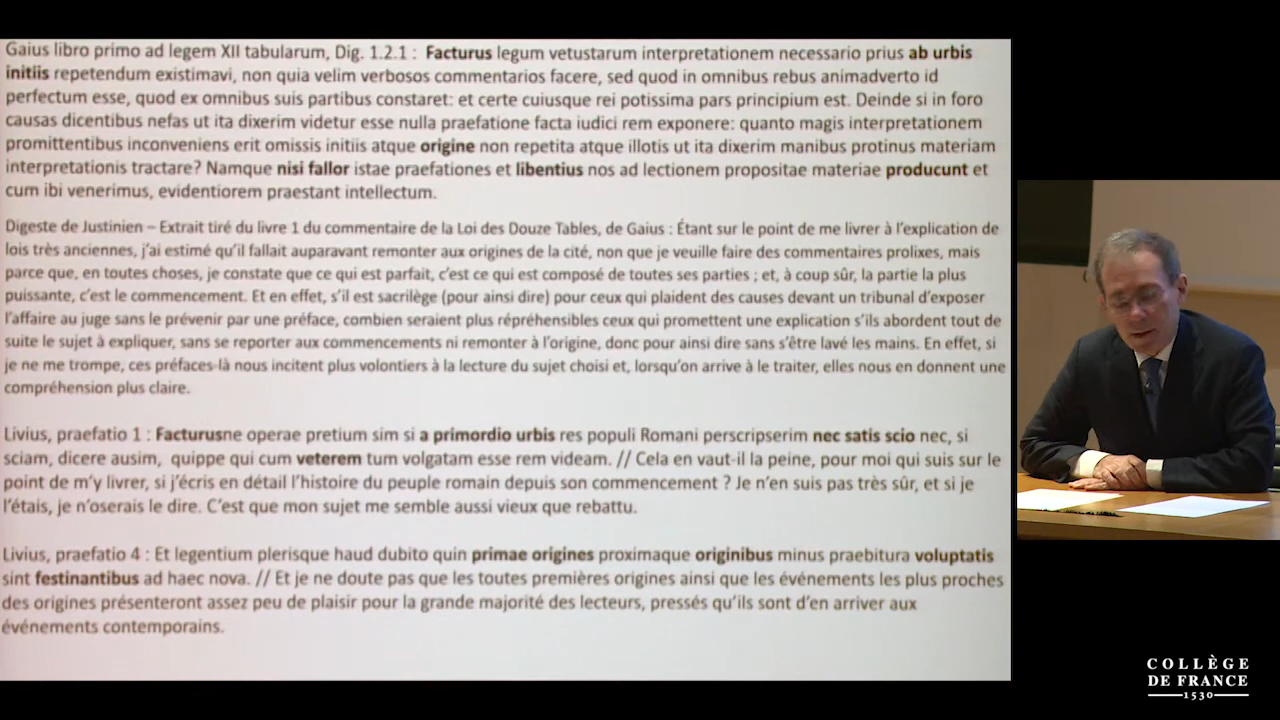 Gaius libro primo ad legem XII tabularum, Dig. 1.2.1 : Facturus legum vetustarum interpretationem necessario prius ab urbis
initiis repetendum existimavi, non quia velim verbosos commentarios facere, sed quod in omnibus rebus animadverto id
perfectum esse, quod ex omnibus suis partibus constaret: et certe cuiusque rei potissima pars principium est. Deinde si in foro
causas dicentibus nefas ut ita dixerim videtur esse nulla praefatione facta iudici rem exponere: quanto magis interpretationem
promittentibus inconveniens erit omissis initiis atque origine non repetita atque illotis ut ita dixerim manibus protinus materiam
interpretationis tractare? Namque nisi fallor istae praefationes et libentius nos ad lectionem propositae materiae producunt et
cum ibi venerimus, evidentiorem praestant intellectum.
Digeste de Justinien – Extrait tiré du livre 1 du commentaire de la Loi des Douze Tables, de Gaius : Étant sur le point de me livrer à l'explication de
lois très anciennes, j'ai estimé qu'il fallait auparavant remonter aux origines de la cité, non que je veuille faire des commentaires prolixes, mais
parce que, en toutes choses, je constate que ce qui est parfait, c'est ce qui est composé de toutes ses parties ; et, à coup sûr, la partie la plus
puissante, c'est le commencement. Et en effet, s'il est sacrilège (pour ainsi dire) pour ceux qui plaident des causes devant un tribunal d'exposer
l'affaire au juge sans le prévenir par une préface, combien seraient plus répréhensibles ceux qui promettent une explication s'ils abordent tout de
suite le sujet à expliquer, sans se reporter aux commencements ni remonter à l'origine, donc pour ainsi dire sans s'être lavé les mains. En effet, si
je ne me trompe, ces préfaces-là nous incitent plus volontiers à la lecture du sujet choisi et, lorsqu'on arrive à le traiter, elles nous en donnent une
compréhension plus claire.
Livius, praefatio 1 : Facturusne operae pretium sim si a primordio urbis res populi Romani perscripserim nec satis scio nec, si
sciam, dicere ausim, quippe qui cum veterem tum volgatam esse rem videam. // Cela en vaut-il la peine, pour moi qui suis sur le
point de m'y livrer, si j'écris en détail l'histoire du peuple romain depuis son commencement ? Je n'en suis pas très sûr, et si je
l'étais, je n'oserais le dire. C'est que mon sujet me semble aussi vieux que rebattu.
Livius, praefatio 4 : Et legentium plerisque haud dubito quin primae origines proximaque originibus minus praebitura voluptatis
sint festinantibus ad haec nova. // Et je ne doute pas que les toutes premières origines ainsi que les événements les plus proches
des origines présenteront assez peu de plaisir pour la grande majorité des lecteurs, pressés qu'ils sont d'en arriver aux
événements contemporains.
COLLÈGE
DE FRANCE
1530